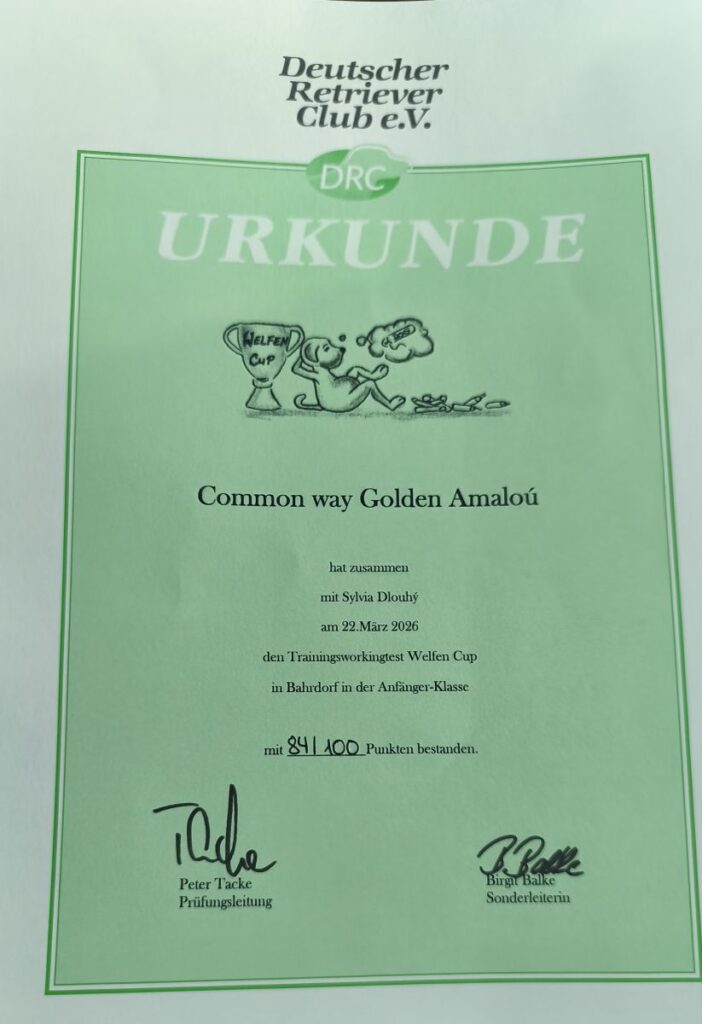 Deutscher
Retriever
Club e.V.
DRC
URKUNDE
WELFEN
CUP
Common way Golden Amaloú
hat zusammen
mit Sylvia Dlouhý
am 22.März 2026
den Trainingsworkingtest Welfen Cup
in Bahrdorf in der Anfänger-Klasse
mit 84/100 Punkten bestanden.
TAcke
B. Balke
Peter Tacke
Prüfungsleitung
Birgit Balke
Sonderleiterin